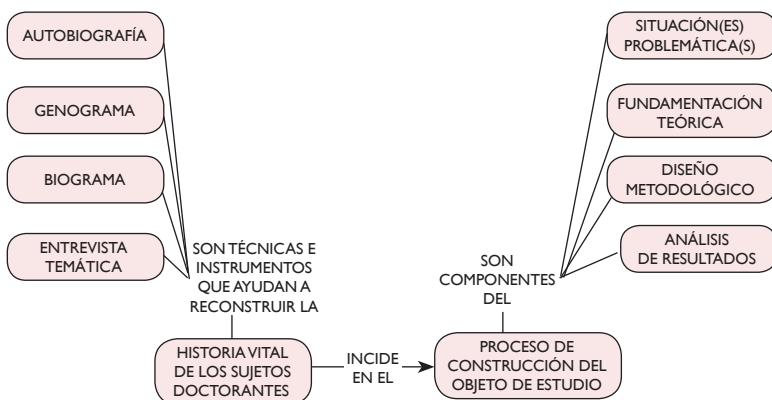 AUTOBIOGRAFÍA
GENOGRAMA
BIOGRAMA
ENTREVISTA
TEMÁTICA
SON TÉCNICAS E
INSTRUMENTOS
QUE AYUDAN A
RECONSTRUIR LA
HISTORIA VITAL
DE LOS SUJETOS
DOCTORANTES
INCIDE
EN EL
PROCESO DE
CONSTRUCCIÓN DEL
OBJETO DE ESTUDIO
SON
COMPONENTES
DEL
SITUACIÓN(ES)
PROBLEMÁTICA(S)
FUNDAMENTACIÓN
TEÓRICA
DISEÑO
METODOLÓGICO
ANÁLISIS
DE RESULTADOS